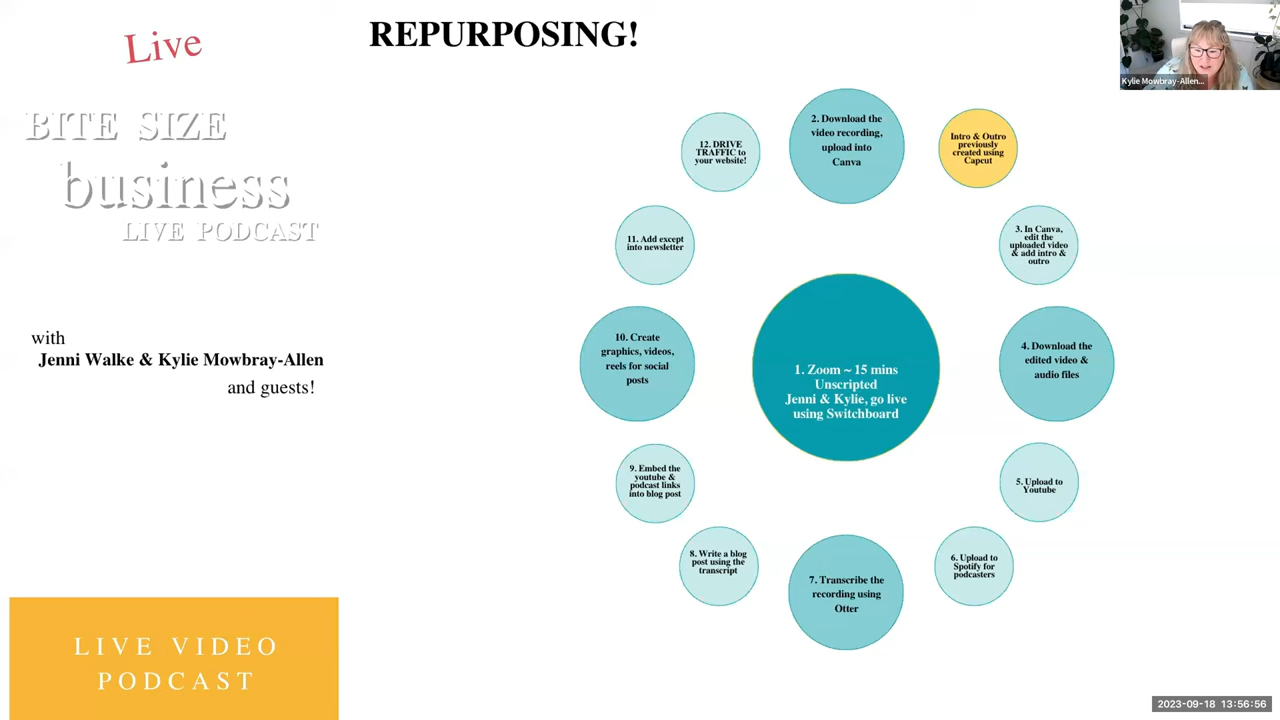 REPURPOSING!
Live
BITE SIZE
business
LIVE PODCAST
with
Jenni Walke & Kylie Mowbray-Allen
and guests!
LIVE VIDEO
PODCAST
1. Zoom ~ 15 mins
Unscripted
Jenni & Kylie, go live
using Switchboard
2. Download the
video recording,
upload into
Canva
Intro & Outro
previously
created using
Capcut
3. In Canva,
edit the
uploaded video
& add intro &
outro
4. Download the
edited video &
audio files
5. Upload to
Youtube
6. Upload to
Spotify for
podcasters
7. Transcribe the
recording using
Otter
8. Write a blog
post using the
transcript
9. Embed the
youtube &
podcast links
into blog post
10. Create
graphics, videos,
reels for social
posts
11. Add except
into newsletter
12. DRIVE
TRAFFIC to
your website!
Kylie Mowbray-Allen...
2023-09-18 13:56:56